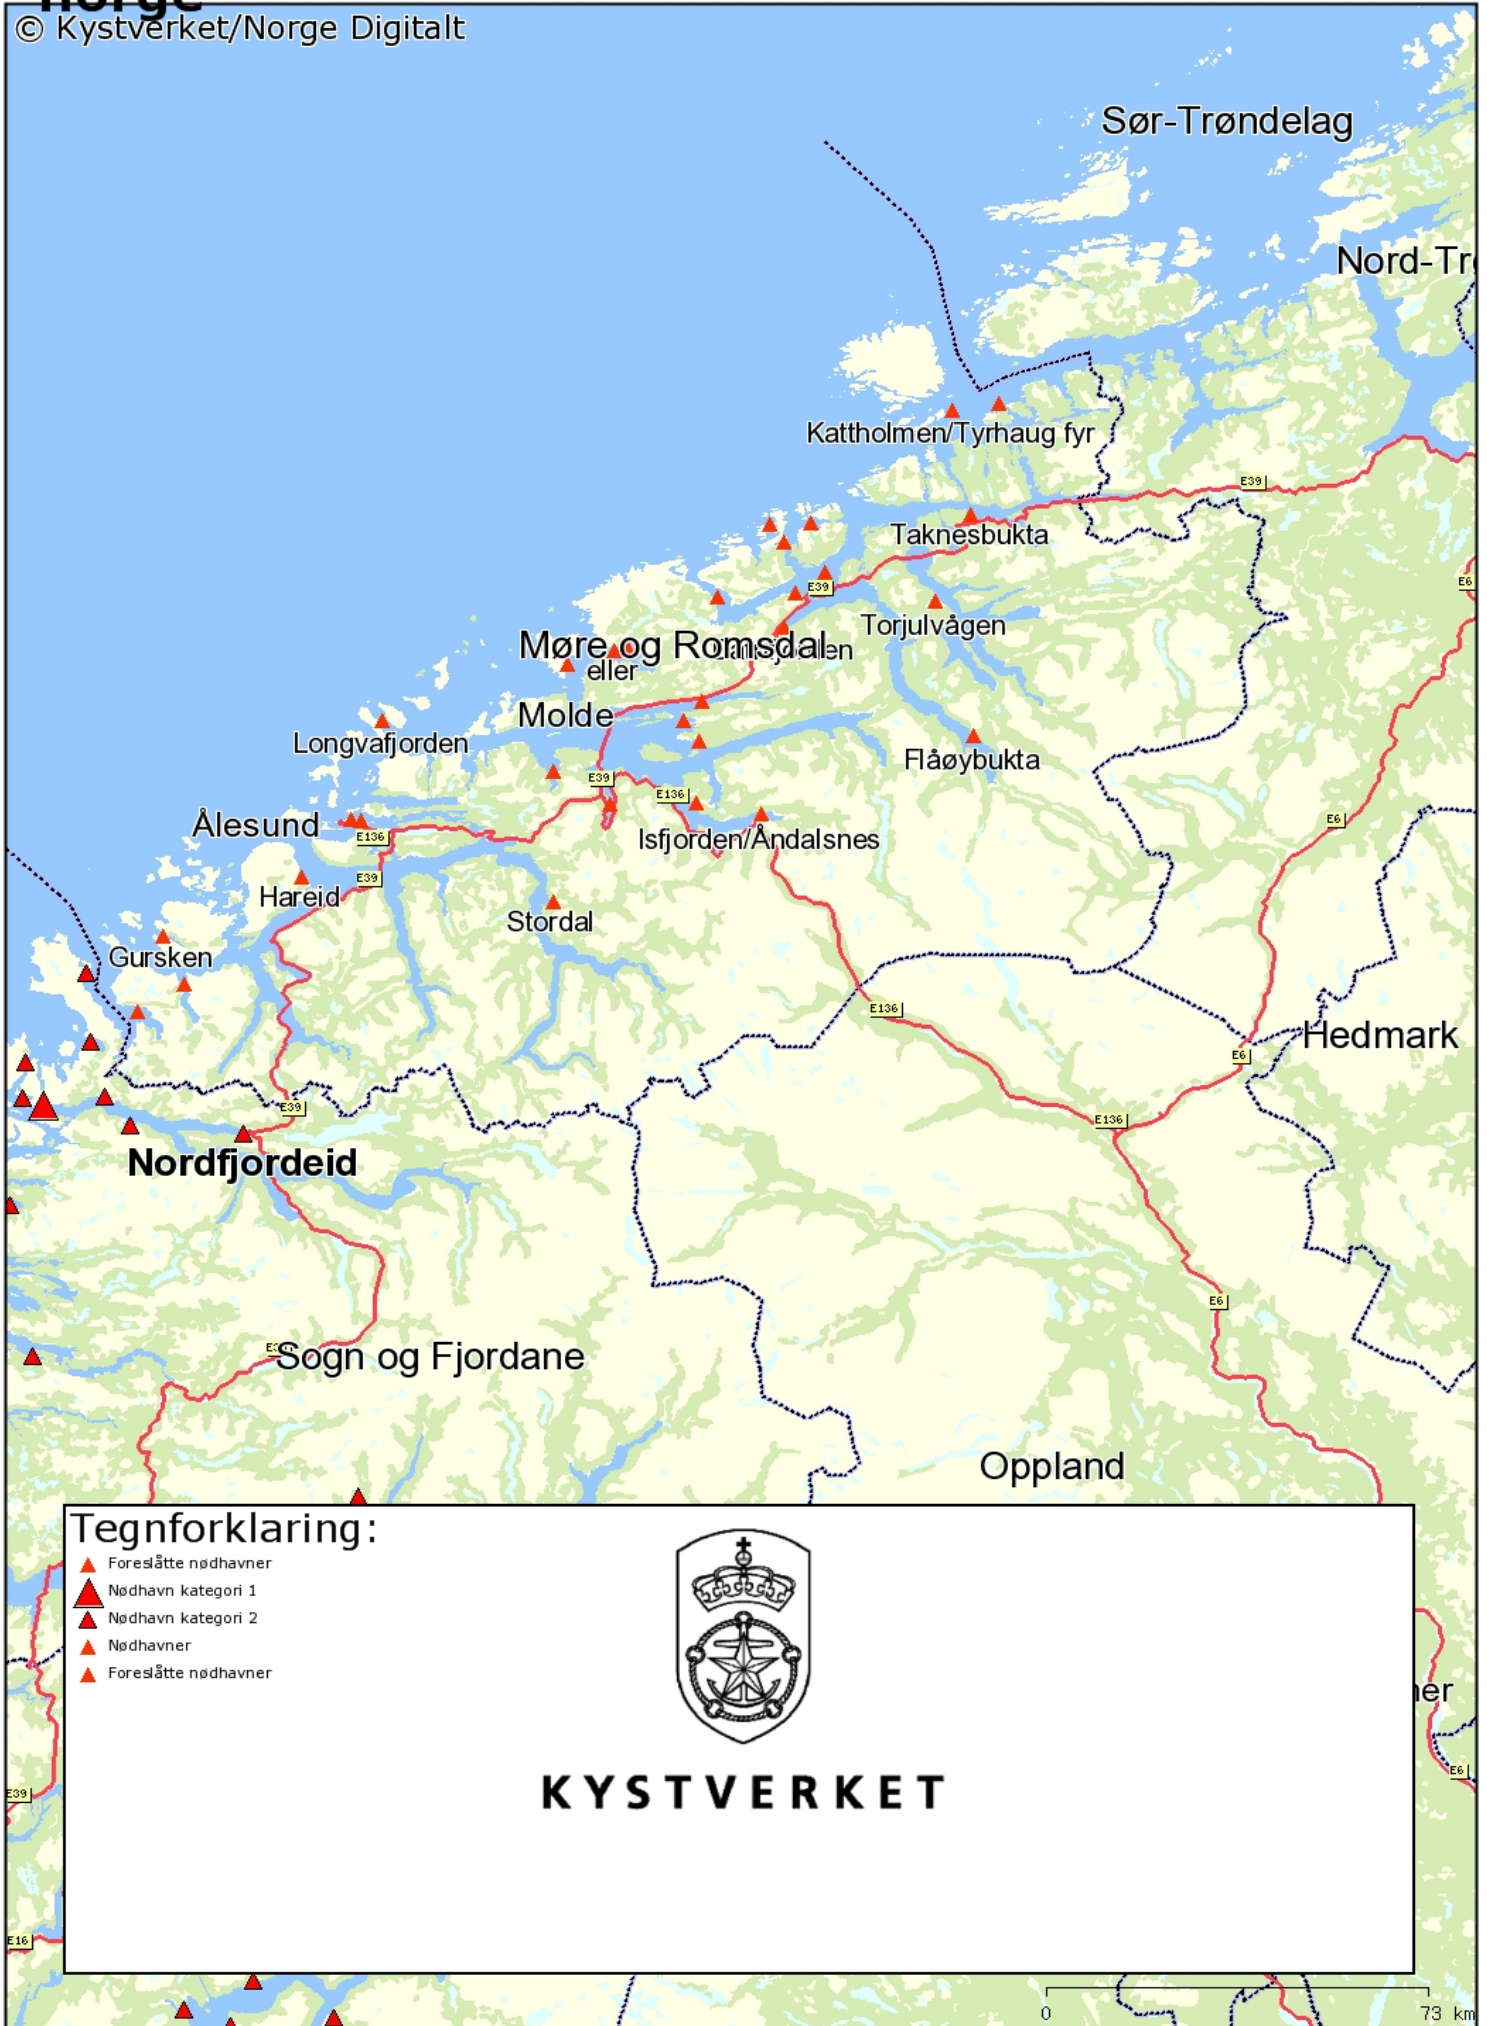 norge
© Kystverket/Norge Digitalt
Sør-Trøndelag
Nord-Tr
Kattholmen/Tyrhaug fyr
E39
Taknesbukta
E6
E39
Torjulvågen
Møre og Romsdal
eller
Molde
Longvafjorden
Flåøybukta
E39
E136
Ålesund
E136
Isfjorden/Åndalsnes
E6
E39
Hareid
Stordal
Gursken
E136
Hedmark
E6
E39
E136
Nordfjordeid
E6
Sogn og Fjordane
Oppland
Tegnforklaring:
Foreslåtte nødhavner
Nødhavn kategori 1
Nødhavn kategori 2
Nødhavner
Foreslåtte nødhavner
KYSTVERKET
E39
E6
E16
0 73 km